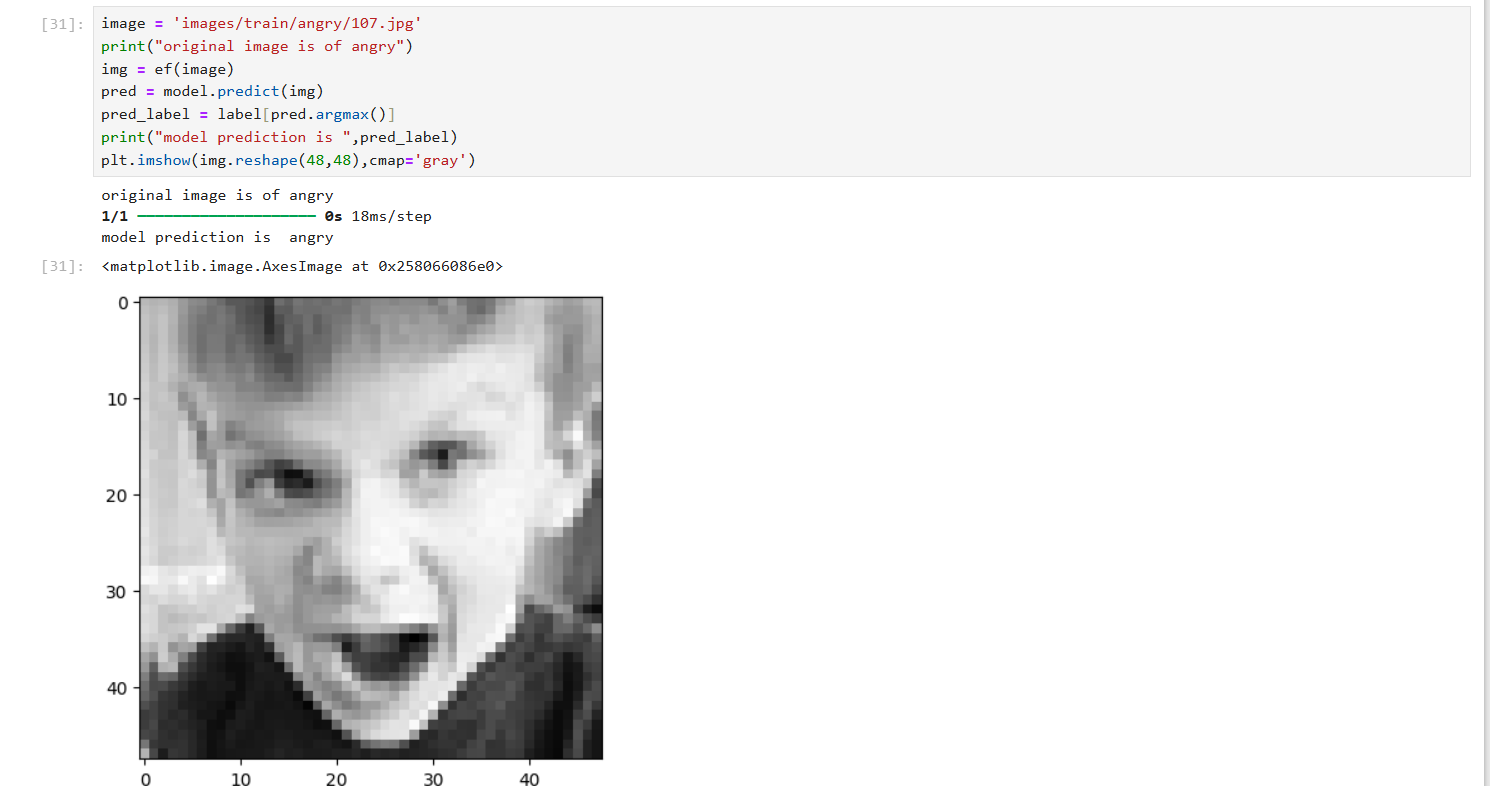 [31]:
image = 'images/train/angry/107.jpg'
print("original image is of angry")
img = ef(image)
pred = model.predict(img)
pred_label = label[pred.argmax()]
print("model prediction is ",pred_label)
plt.imshow(img.reshape(48,48),cmap='gray')
original image is of angry
1/1 ━━━━━━━━━━━━━━━━━━━━ 0s 18ms/step
model prediction is  angry
[31]:
<matplotlib.image.AxesImage at 0x258066086e0>
0
10
20
30
40
0 10 20 30 40